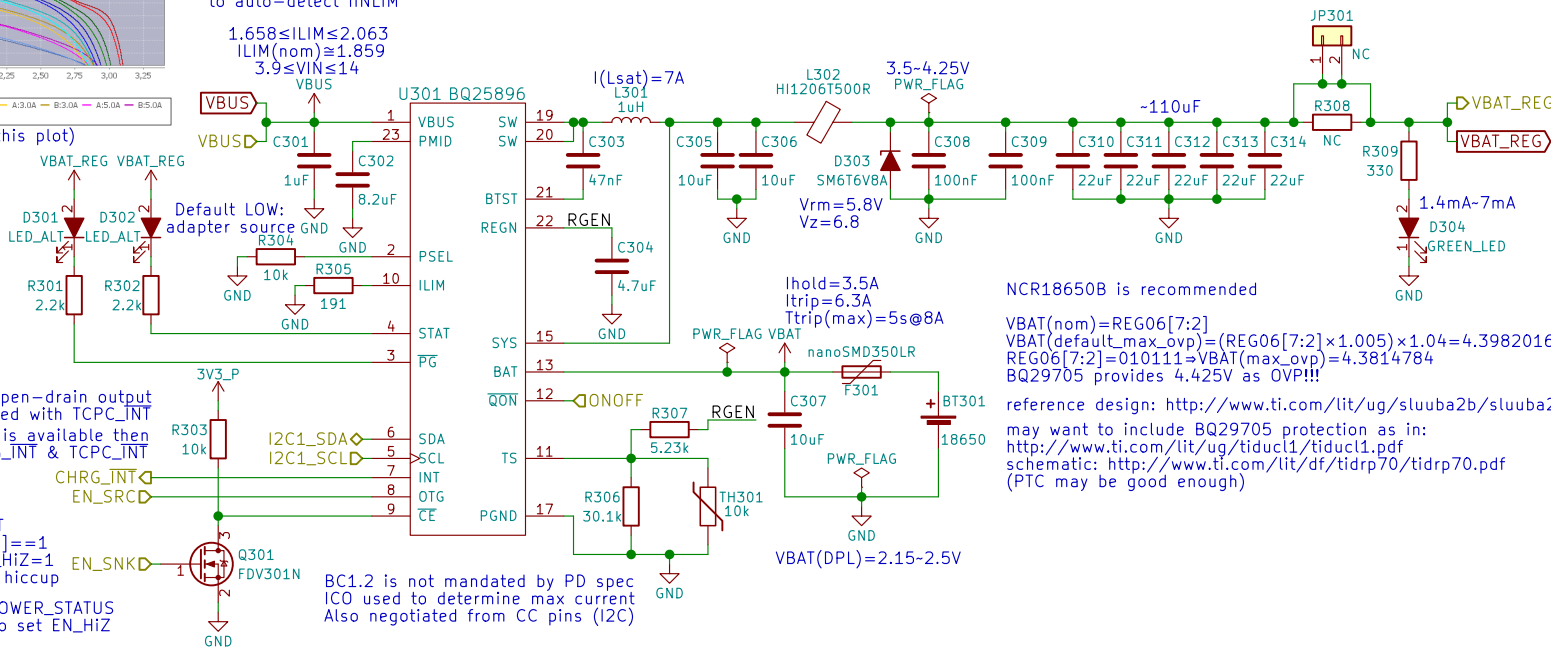 to auto-detect IINLIM
1.658≤ILIM≤2.063
ILIM(nom)≅1.859
3.9≤VIN≤14
2,25 2,50 2,75 3,00 3,25
A:3.0A B:3.0A A:5.0A B:5.0A
this plot)
VBUS
VBUS
VBUS
C301
1uF
GND
C302
8.2uF
GND
VBAT_REG VBAT_REG
D301
LED_ALT
2
1
D302
LED_ALT
2
1
R301
2.2k
R302
2.2k
Default LOW:
adapter source
R304
10k
GND
R305
191
GND
U301 BQ25896
1 VBUS
23 PMID
2 PSEL
10 ILIM
4 STAT
3 PG
6 SDA
5 SCL
7 INT
8 OTG
9 CE
SW 19
SW 20
BTST 21
REGN 22
SYS 15
BAT 13
QON 12
TS 11
PGND 17
I(Lsat)=7A
L301
1uH
C303
47nF
RGEN
C304
4.7uF
GND
C305
10uF
C306
10uF
GND
L302
HI1206T500R
3.5~4.25V
PWR_FLAG
D303
SM6T6V8A
Vrm=5.8V
Vz=6.8
C308
100nF
GND
C309
100nF
~110uF
C310
22uF
C311
22uF
C312
22uF
C313
22uF
C314
22uF
GND
JP301
1
2
NC
R308
NC
VBAT_REG
VBAT_REG
R309
330
1.4mA~7mA
2
1
D304
GREEN_LED
GND
Ihold=3.5A
Itrip=6.3A
Ttrip(max)=5s@8A
PWR_FLAG VBAT
nanoSMD350LR
F301
ONOFF
C307
10uF
BT301
+
18650
PWR_FLAG
GND
VBAT(DPL)=2.15~2.5V
R307
5.23k
RGEN
R306
30.1k
TH301
10k
GND
NCR18650B is recommended
VBAT(nom)=REG06[7:2]
VBAT(default_max_ovp)=(REG06[7:2]×1.005)×1.04=4.3982016
REG06[7:2]=010111⇒VBAT(max_ovp)=4.3814784
BQ29705 provides 4.425V as OVP!!!
reference design: http://www.ti.com/lit/ug/sluuba2b/sluuba2
may want to include BQ29705 protection as in:
http://www.ti.com/lit/ug/tiducl1/tiducl1.pdf
schematic: http://www.ti.com/lit/df/tidrp70/tidrp70.pdf
(PTC may be good enough)
3V3_P
R303
10k
pen-drain output
ed with TCPC_INT
is available then
_INT & TCPC_INT
I2C1_SDA
I2C1_SCL
CHRG_INT
EN_SRC
EN_SNK
]==1
_HiZ=1
hiccup
OWER_STATUS
o set EN_HiZ
1
3
2
Q301
FDV301N
GND
BC1.2 is not mandated by PD spec
ICO used to determine max current
Also negotiated from CC pins (I2C)